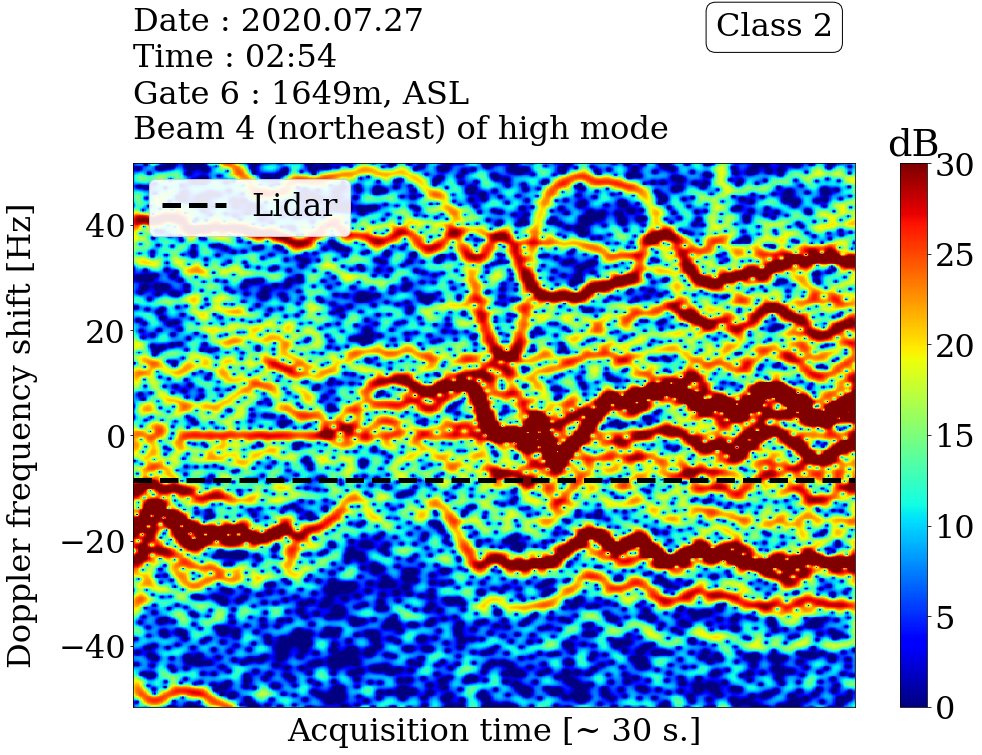 Date : 2020.07.27
Time : 02:54
Gate 6 : 1649m, ASL
Beam 4 (northeast) of high mode
Class 2
dB
Lidar
Doppler frequency shift [Hz]
40
20
0
−20
−40
30
25
20
15
10
5
0
Acquisition time [~ 30 s.]